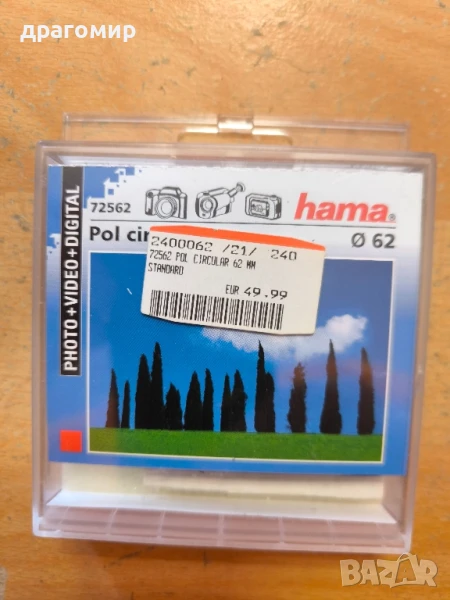 драгомир
PHOTO+VIDEO+DIGITAL
72562
hama®
Pol cir
Ø 62
2400062 /21/ 240
72562 POL CIRCULAR 62 MM
STANDARD
EUR 49.99
BAZAR